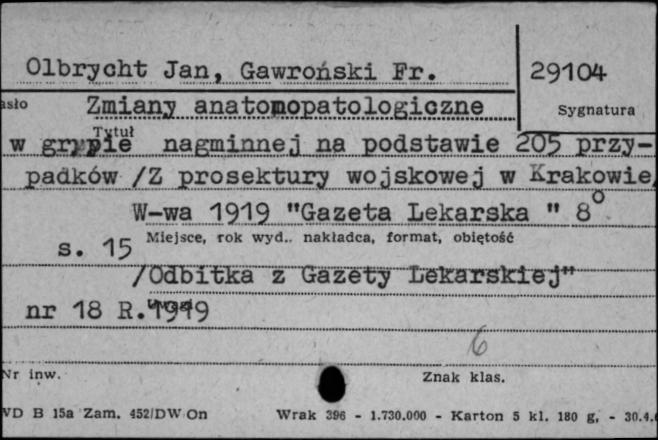 Olbrycht Jan, Gawroński Fr. 29104
asło Zmiany anatomopatologiczne Sygnatura
Tytuł
w grypie nagminnej na podstawie 205 przy-
padków /Z prosektury wojskowej w Krakowie,
W-wa 1919 "Gazeta Lekarska " 8o
s. 15 Miejsce, rok wyd.. nakładca, format, objętość
/Odbitka z Gazety Lekarskiej"
Uwagi
nr 18 R.1919
6
Nr inw. Znak klas.
WD B 15a Zam. 452/DW On Wrak 396 - 1.730.000 - Karton 5 kl. 180 g, - 30.4.